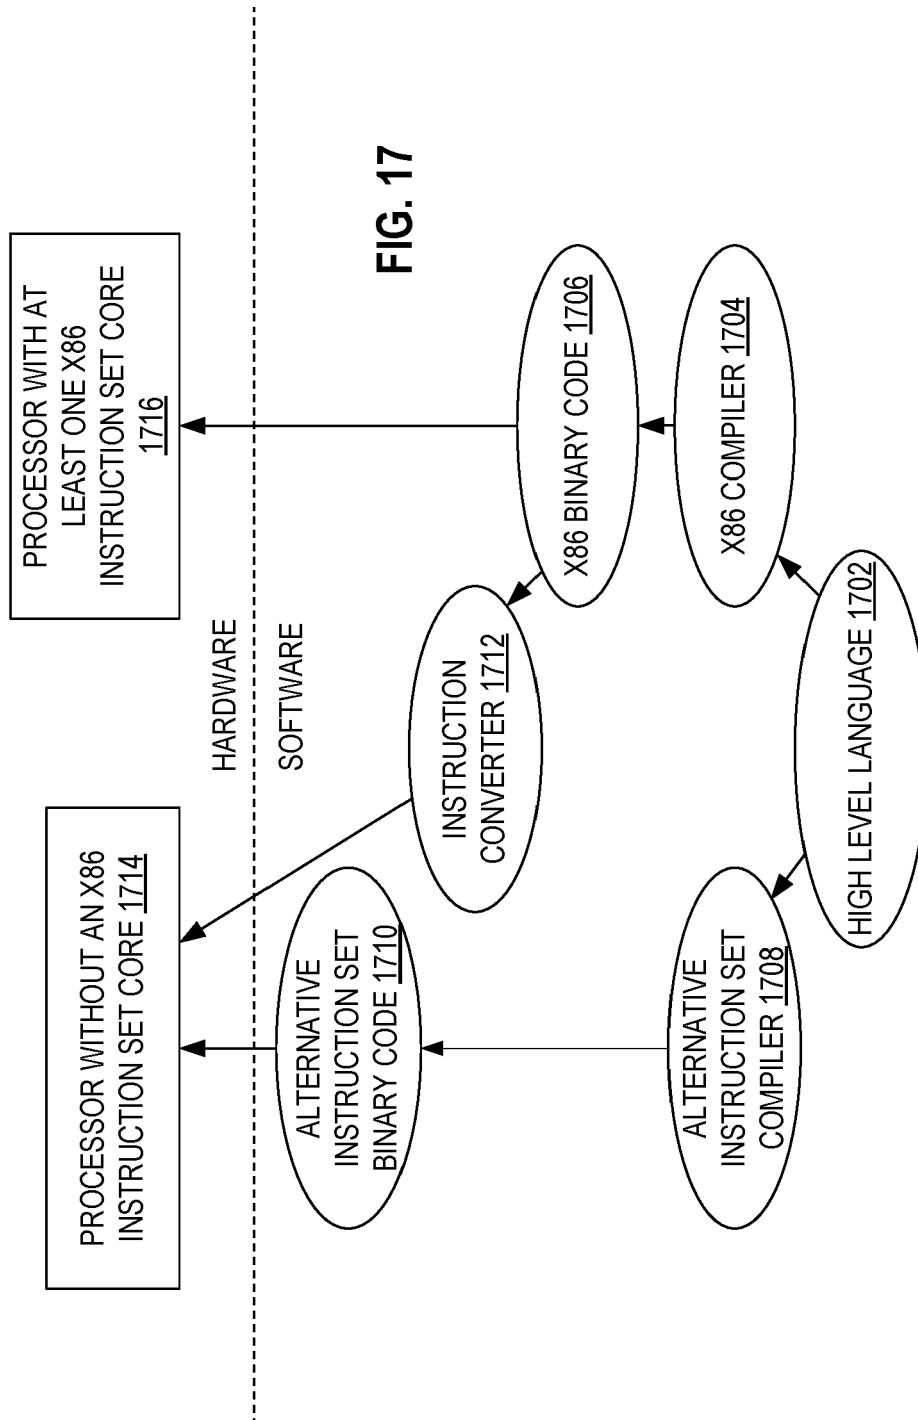 PROCESSOR WITHOUT AN X86
INSTRUCTION SET CORE 1714
PROCESSOR WITH AT
LEAST ONE X86
INSTRUCTION SET CORE
1716
HARDWARE
SOFTWARE
ALTERNATIVE
INSTRUCTION SET
BINARY CODE 1710
INSTRUCTION
CONVERTER 1712
X86 BINARY CODE 1706
ALTERNATIVE
INSTRUCTION SET
COMPILER 1708
X86 COMPILER 1704
HIGH LEVEL LANGUAGE 1702
FIG. 17